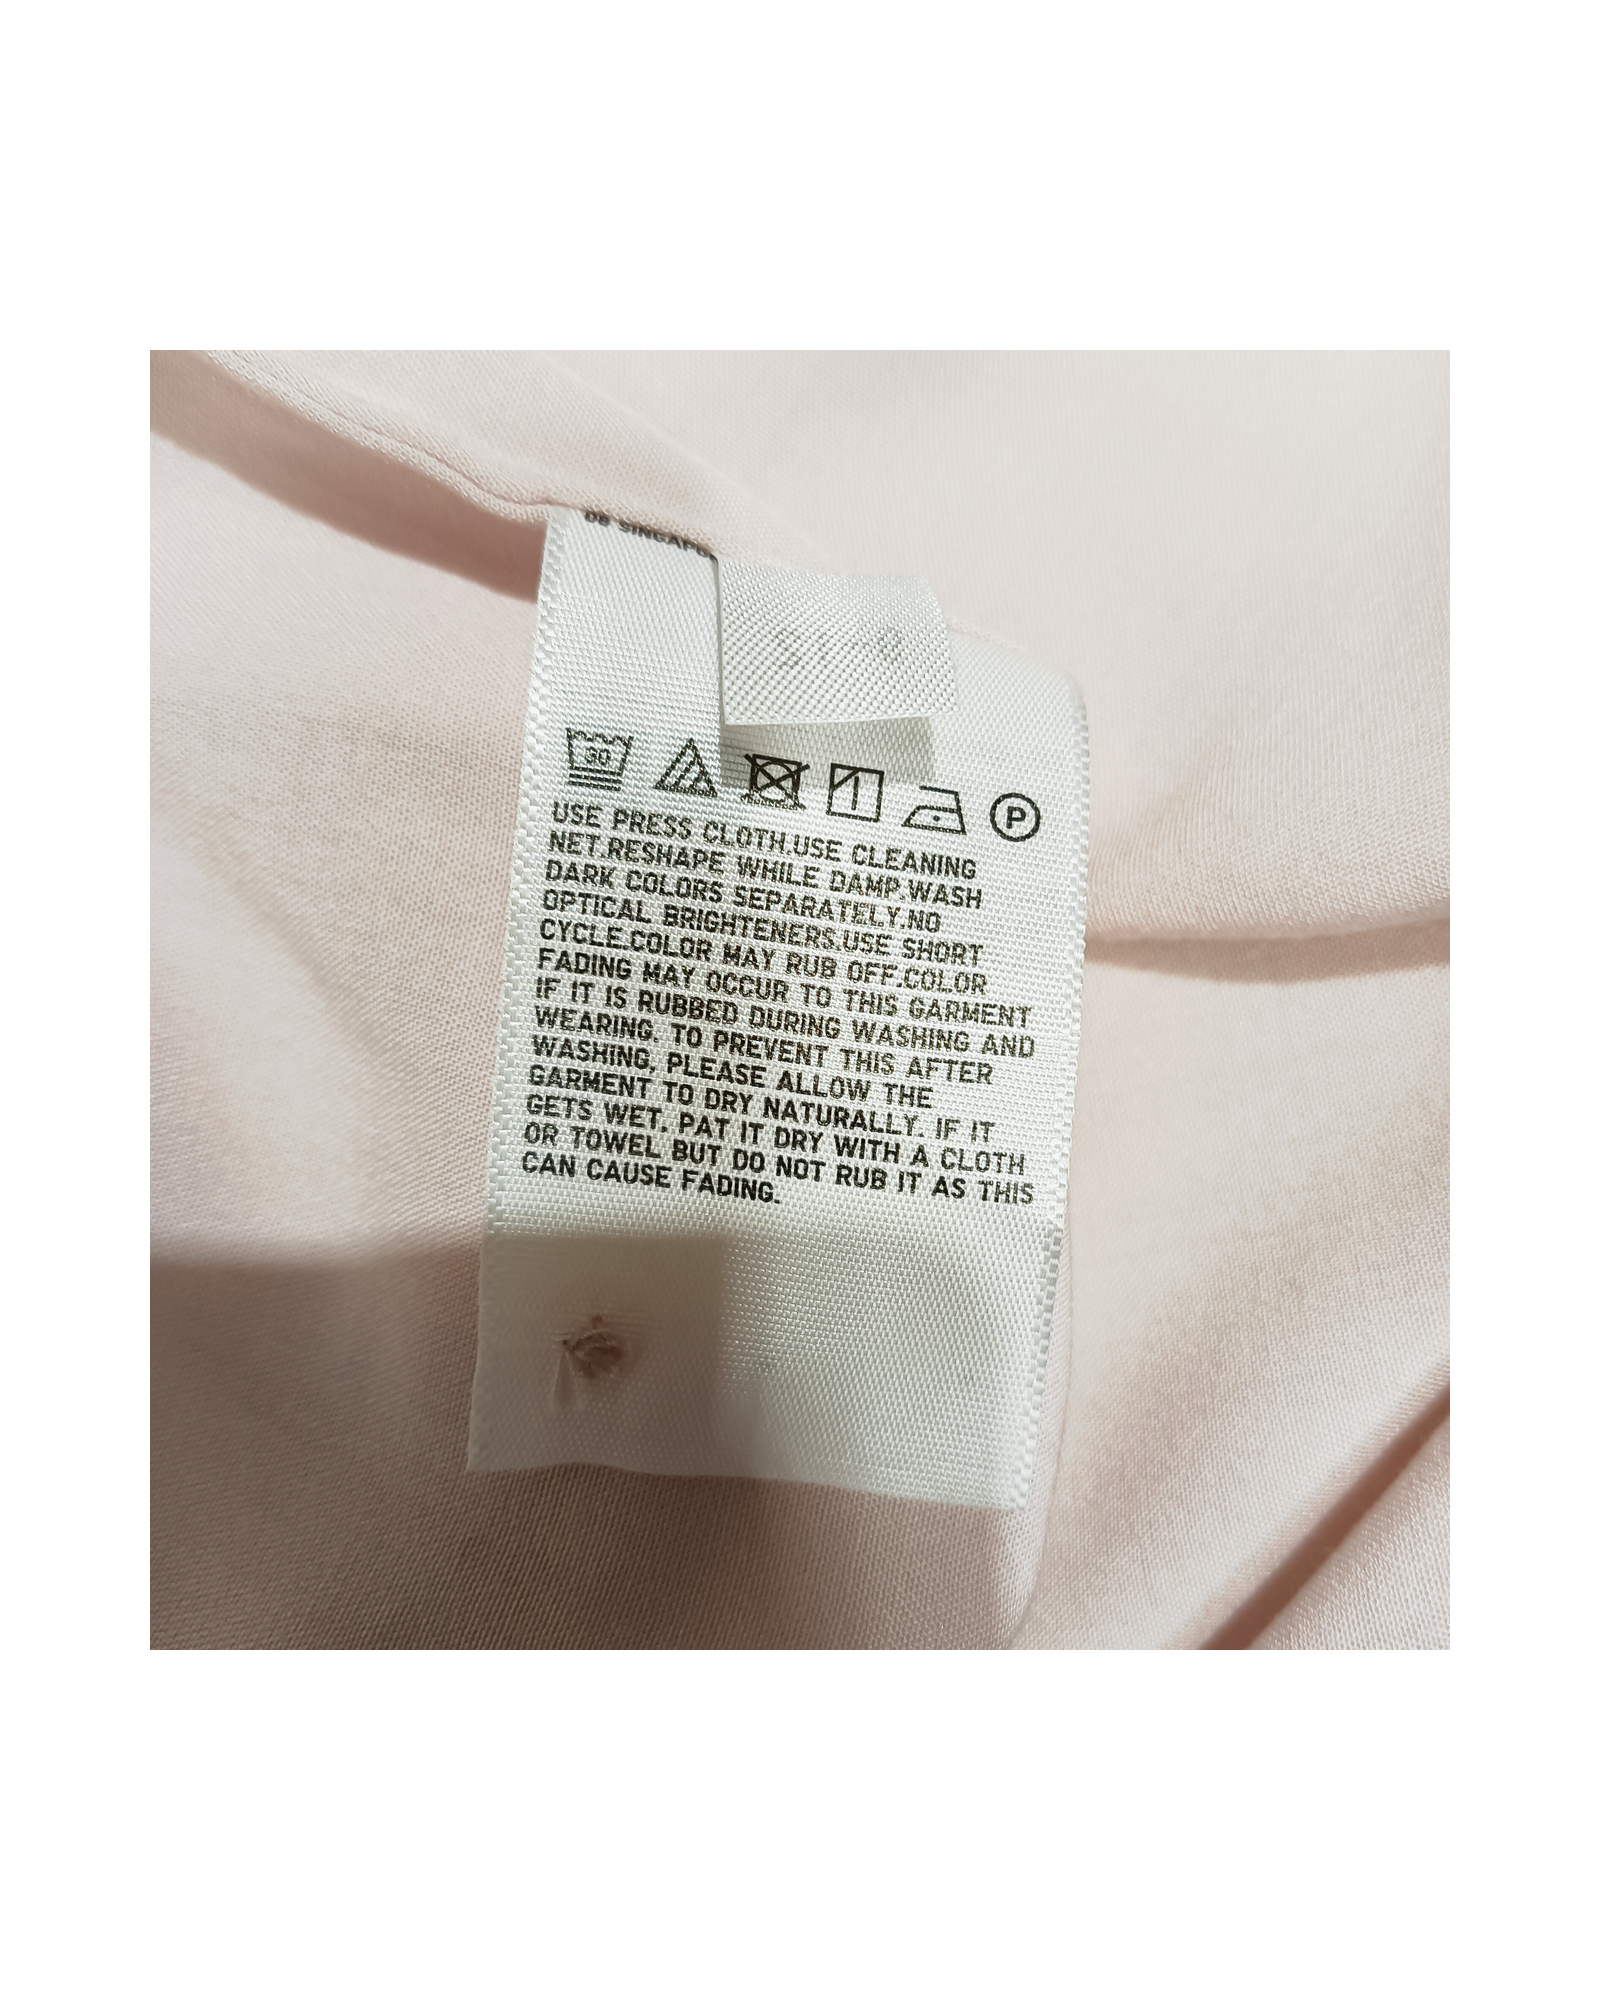 30
P
USE PRESS CLOTH.USE CLEANING
NET.RESHAPE WHILE DAMP.WASH
DARK COLORS SEPARATELY.NO
OPTICAL BRIGHTENERS.USE SHORT
CYCLE.COLOR MAY RUB OFF.COLOR
FADING MAY OCCUR TO THIS GARMENT
IF IT IS RUBBED DURING WASHING AND
WEARING. TO PREVENT THIS AFTER
WASHING, PLEASE ALLOW THE
GARMENT TO DRY NATURALLY. IF IT
GETS WET, PAT IT DRY WITH A CLOTH
OR TOWEL BUT DO NOT RUB IT AS THIS
CAN CAUSE FADING.